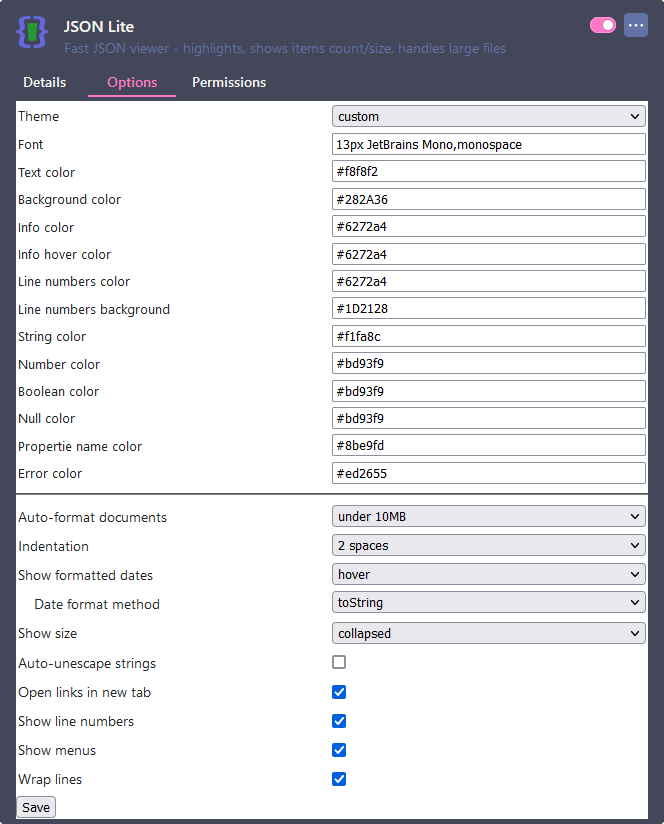 JSON Lite
Fast JSON viewer - highlights, shows items count/size, handles large files
Details Options Permissions
Theme custom
Font 13px JetBrains Mono,monospace
Text color #f8f8f2
Background color #282A36
Info color #6272a4
Info hover color #6272a4
Line numbers color #6272a4
Line numbers background #1D2128
String color #f1fa8c
Number color #bd93f9
Boolean color #bd93f9
Null color #bd93f9
Propertie name color #8be9fd
Error color #ed2655
Auto-format documents under 10MB
Indentation 2 spaces
Show formatted dates hover
Date format method toString
Show size collapsed
Auto-unescape strings
Open links in new tab
Show line numbers
Show menus
Wrap lines
Save